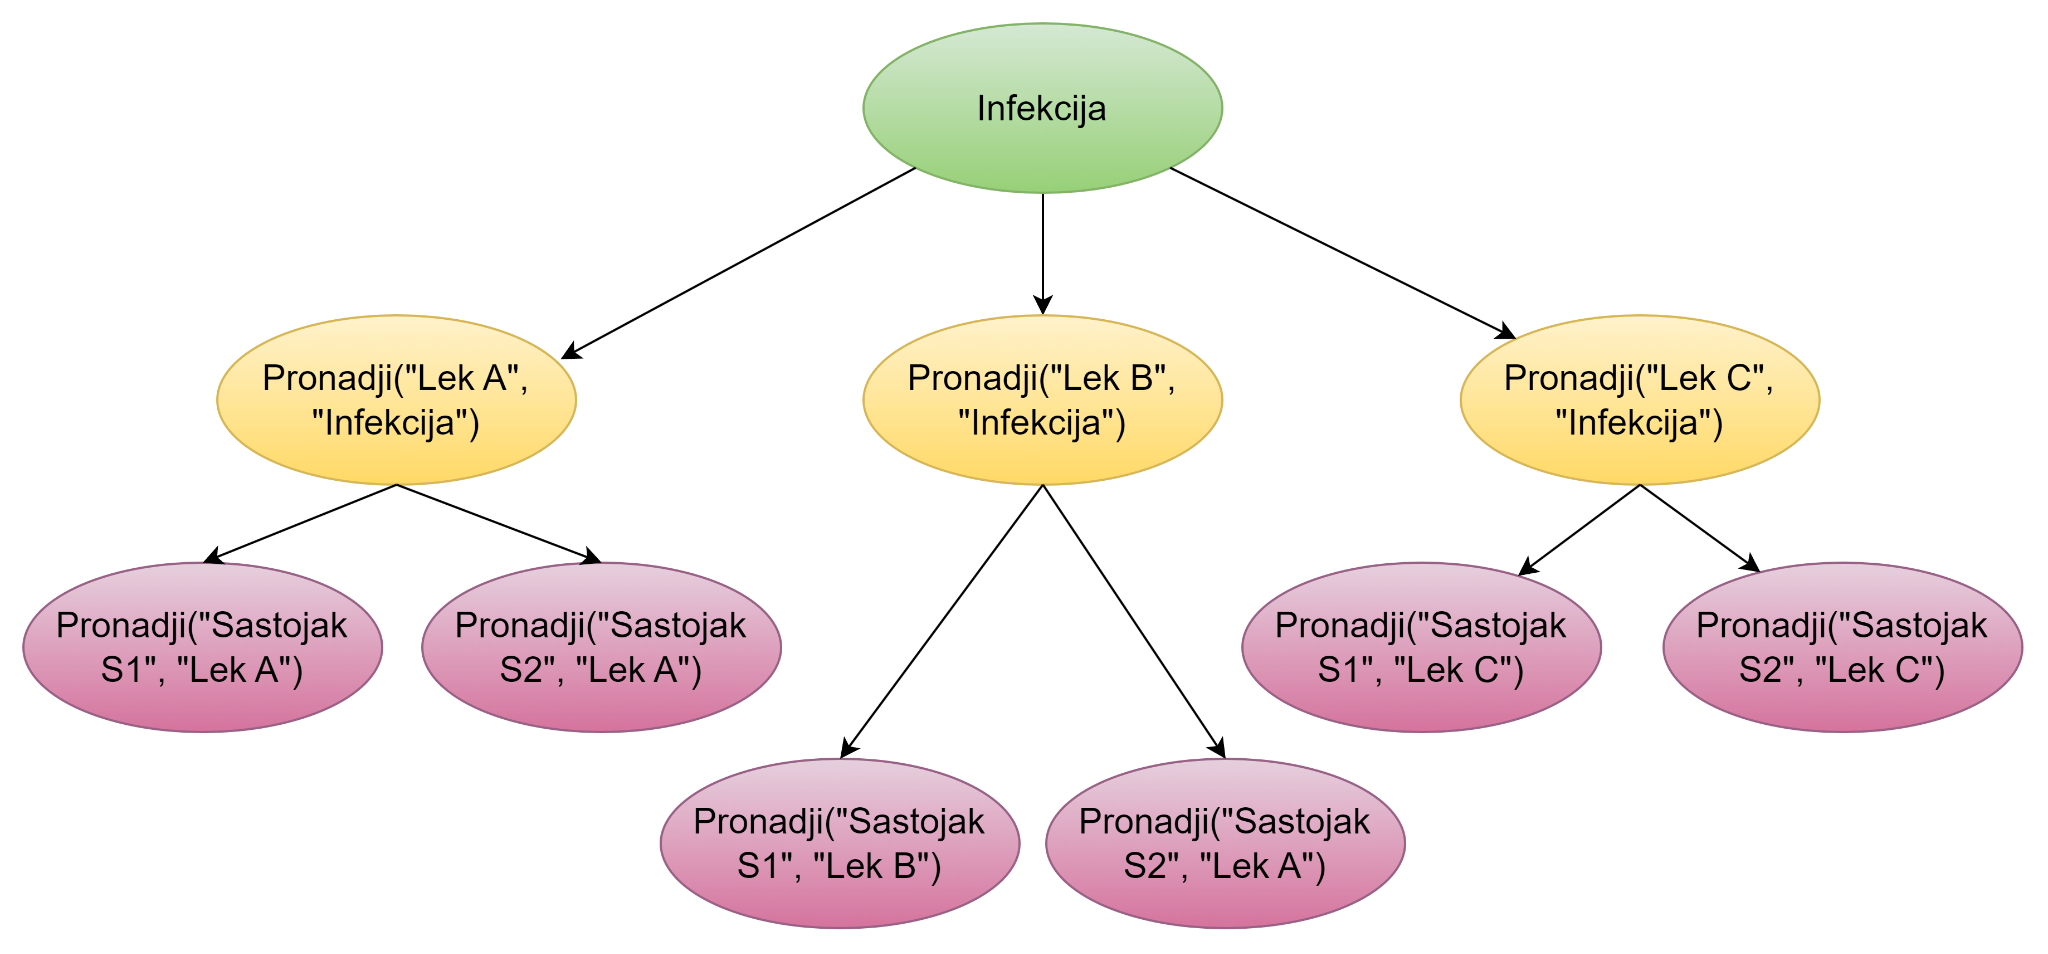 Infekcija
Pronadji("Lek A",
"Infekcija")
Pronadji("Lek B",
"Infekcija")
Pronadji("Lek C",
"Infekcija")
Pronadji("Sastojak
S1", "Lek A")
Pronadji("Sastojak
S2", "Lek A")
Pronadji("Sastojak
S1", "Lek C")
Pronadji("Sastojak
S2", "Lek C")
Pronadji("Sastojak
S1", "Lek B")
Pronadji("Sastojak
S2", "Lek A")